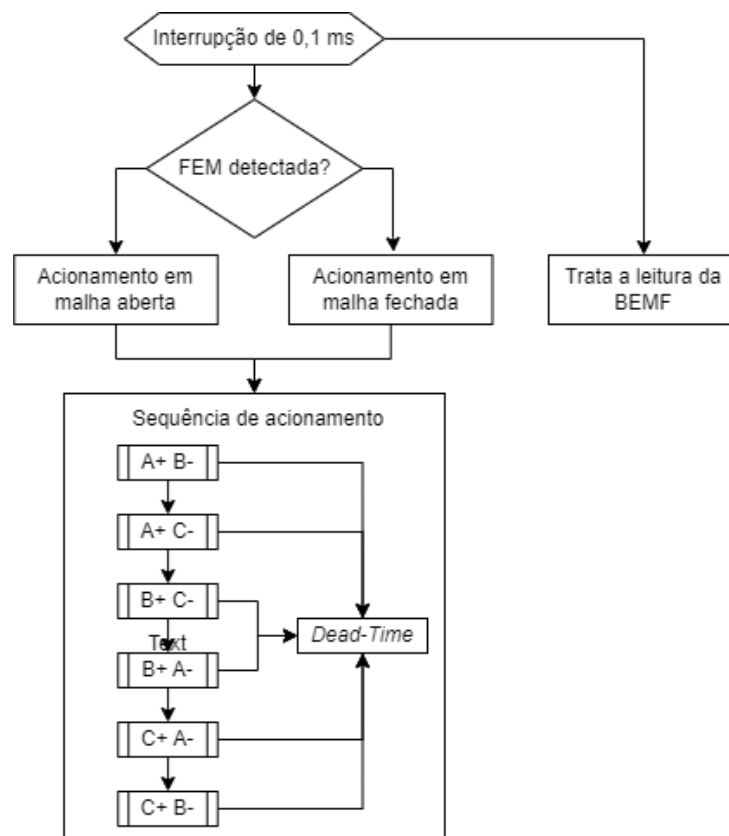 Interrupção de 0,1 ms
FEM detectada?
Acionamento em
malha aberta
Acionamento em
malha fechada
Trata a leitura da
BEMF
Sequência de acionamento
A+ B-
A+ C-
B+ C-
Text
Dead-Time
B+ A-
C+ A-
C+ B-